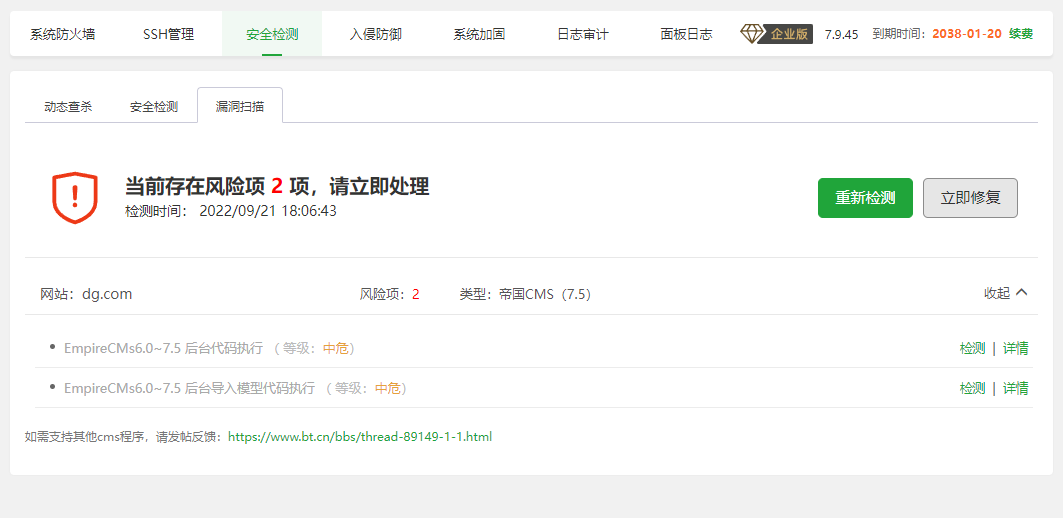 系统防火墙 SSH管理 安全检测 入侵防御 系统加固 日志审计 面板日志 企业版 7.9.45 到期时间：2038-01-20 续费
动态查杀 安全检测 漏洞扫描
当前存在风险项 2 项，请立即处理
检测时间： 2022/09/21 18:06:43
重新检测 立即修复
网站：dg.com 风险项：2 类型：帝国CMS（7.5） 收起
EmpireCMs6.0~7.5 后台代码执行 （ 等级：中危） 检测 | 详情
EmpireCMs6.0~7.5 后台导入模型代码执行 （ 等级：中危） 检测 | 详情
如需支持其他cms程序，请发帖反馈：https://www.bt.cn/bbs/thread-89149-1-1.html